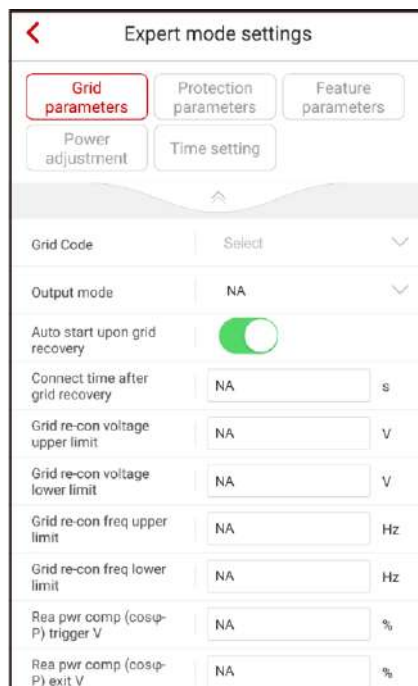 Expert mode settings
Grid
parameters
Protection
parameters
Feature
parameters
Power
adjustment
Time setting
Grid Code
Select
Output mode
NA
Auto start upon grid
recovery
Connect time after
grid recovery
NA
s
Grid re-con voltage
upper limit
NA
V
Grid re-con voltage
lower limit
NA
V
Grid re-con freq upper
limit
NA
Hz
Grid re-con freq lower
limit
NA
Hz
Rea pwr comp (cosφ-
P) trigger V
NA
%
Rea pwr comp (cosφ-
P) exit V
NA
%